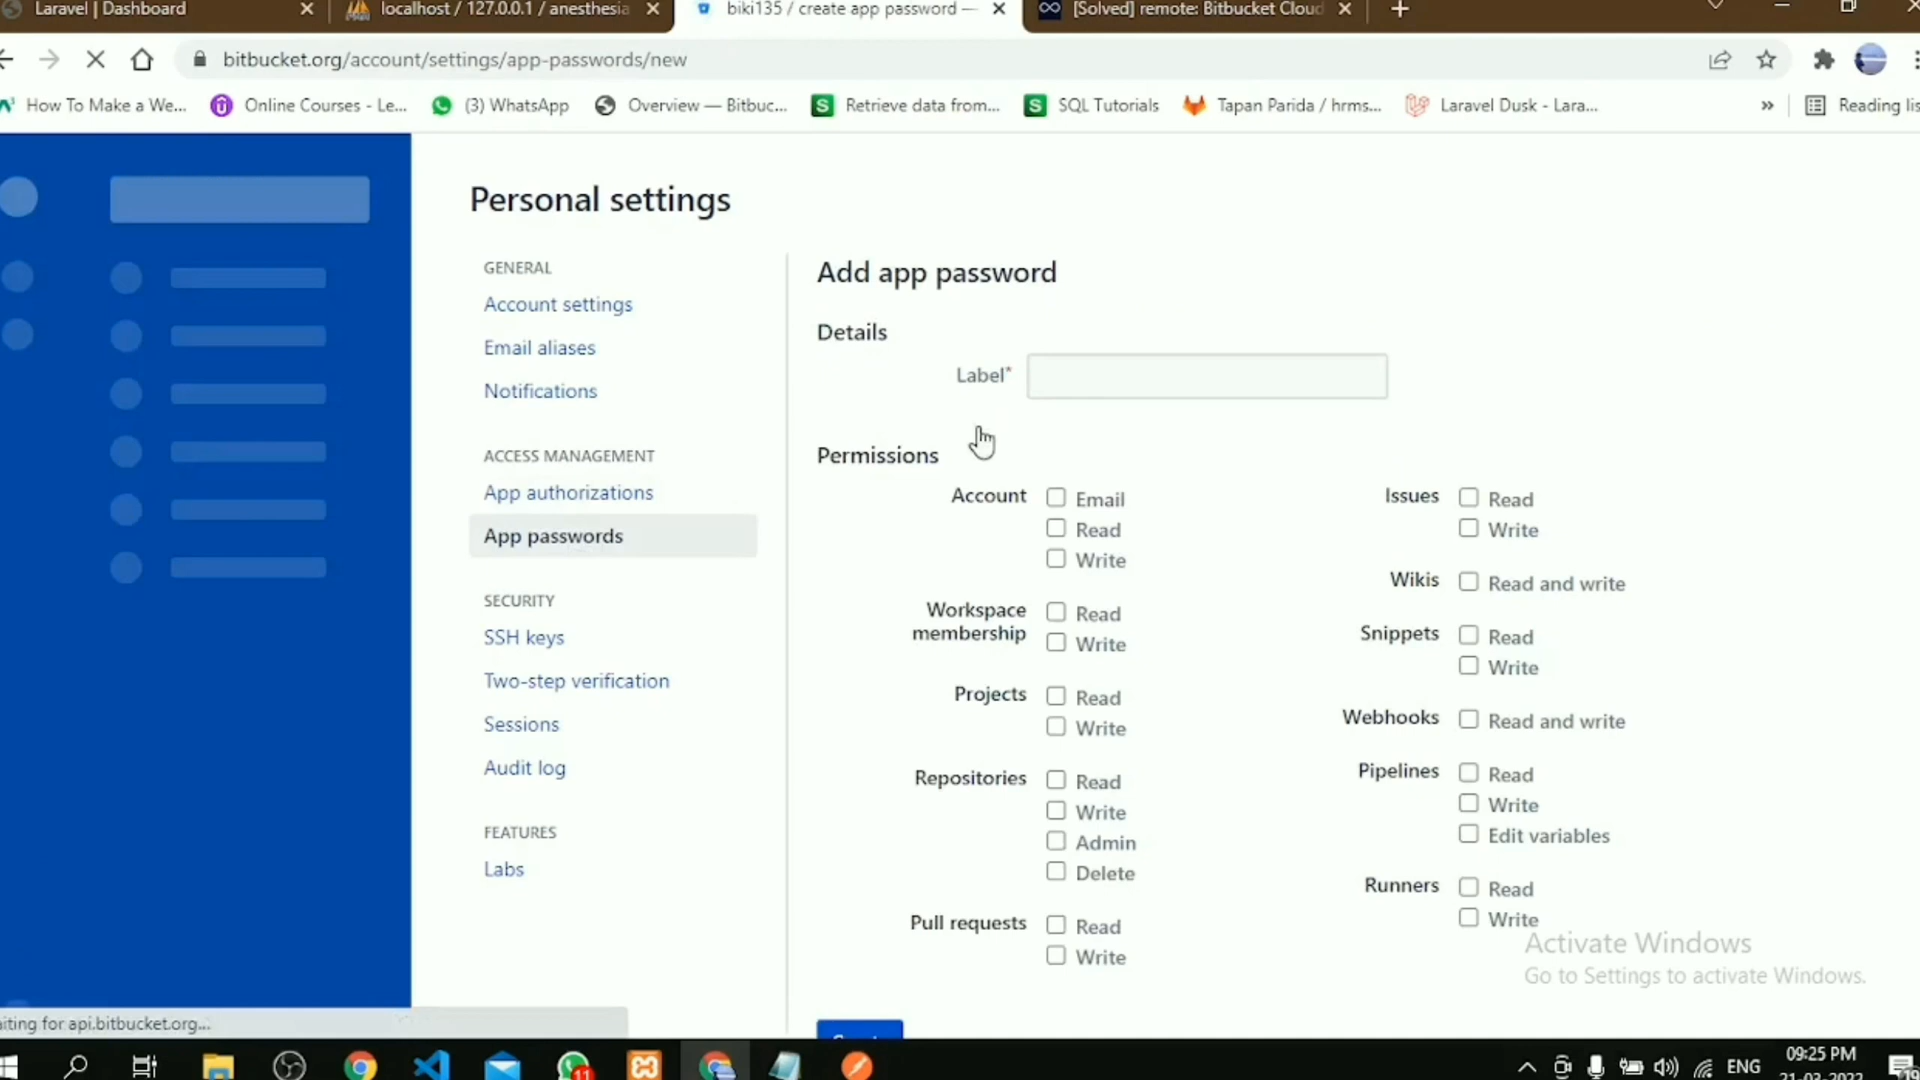 Laravel | Dashboard
localhost / 127.0.0.1 / anesthesia
biki135 / create app password —
[Solved] remote: Bitbucket Cloud
bitbucket.org/account/settings/app-passwords/new
How To Make a We...
Online Courses - Le...
(3) WhatsApp
Overview — Bitbuc...
Retrieve data from...
SQL Tutorials
Tapan Parida / hrms...
Laravel Dusk - Lara...
»
Reading lis
Personal settings
GENERAL
Account settings
Email aliases
Notifications
ACCESS MANAGEMENT
App authorizations
App passwords
SECURITY
SSH keys
Two-step verification
Sessions
Audit log
FEATURES
Labs
Add app password
Details
Label*
Permissions
Account
Email
Read
Write
Workspace
membership
Read
Write
Projects
Read
Write
Repositories
Read
Write
Admin
Delete
Pull requests
Read
Write
Issues
Read
Write
Wikis
Read and write
Snippets
Read
Write
Webhooks
Read and write
Pipelines
Read
Write
Edit variables
Runners
Read
Write
Activate Windows
Go to Settings to activate Windows.
aiting for api.bitbucket.org...
11
ENG
09:25 PM
21-03-2022
19